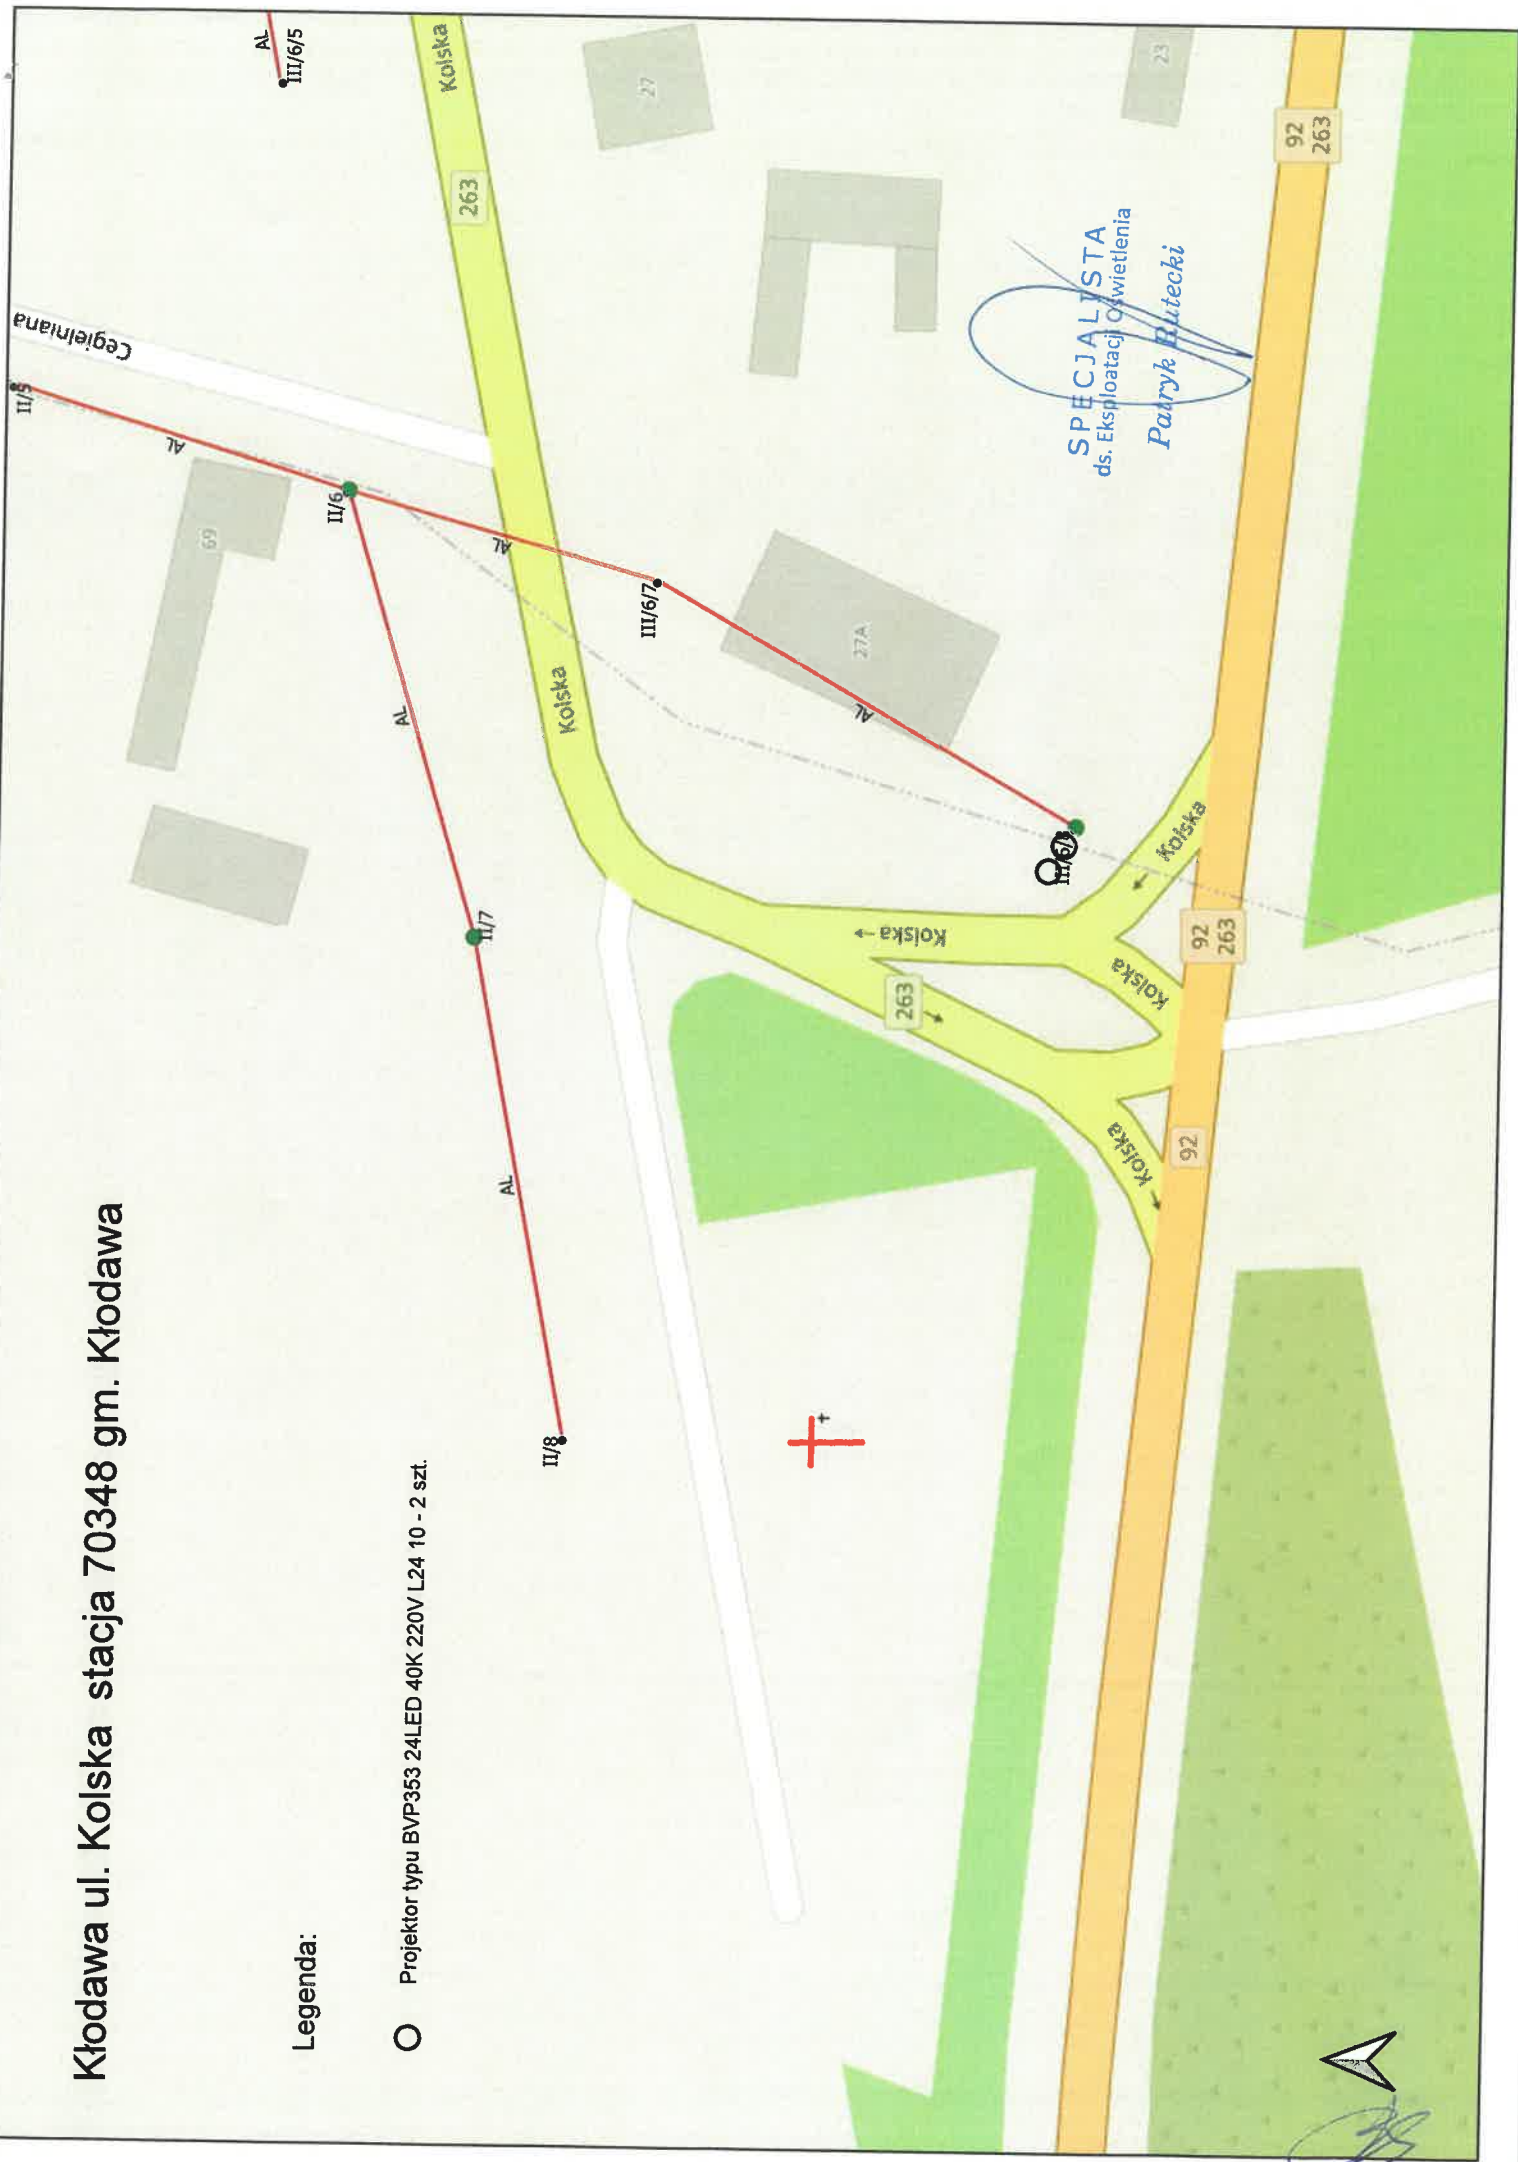 Kłodawa ul. Kolska stacja 70348 gm. Kłodawa
Legenda:
Projektor typu BVP353 24LED 40K 220V L24 10 - 2 szt.
II/8
AL
II/7
AL
II/6
AL
II/5
Cegielniana
69
AL
III/6/5
Kolska
263
AL
Kolska
III/6/7
AL
27A
27
23
Kolska
263
Kolska
Kolska
Kolska
92
92
263
92
263
SPECJALISTA
ds. Eksploatacji Oświetlenia
Patryk Rutecki